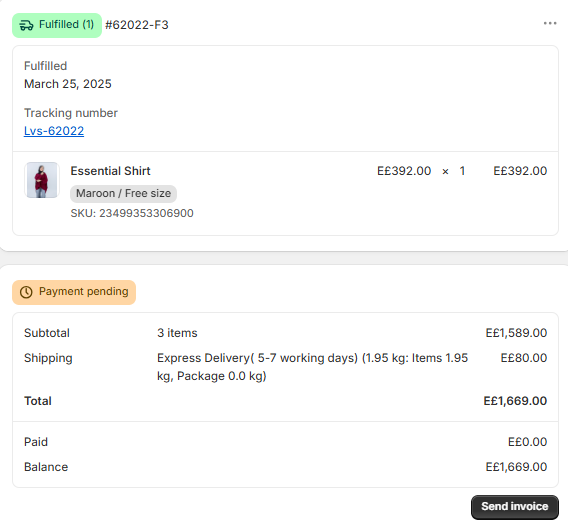 Fulfilled (1) #62022-F3
Fulfilled
March 25, 2025
Tracking number
Lvs-62022
Essential Shirt E£392.00 × 1 E£392.00
Maroon / Free size
SKU: 23499353306900
Payment pending
Subtotal 3 items E£1,589.00
Shipping Express Delivery( 5-7 working days) (1.95 kg: Items 1.95 E£80.00
kg, Package 0.0 kg)
Total E£1,669.00
Paid E£0.00
Balance E£1,669.00
Send invoice